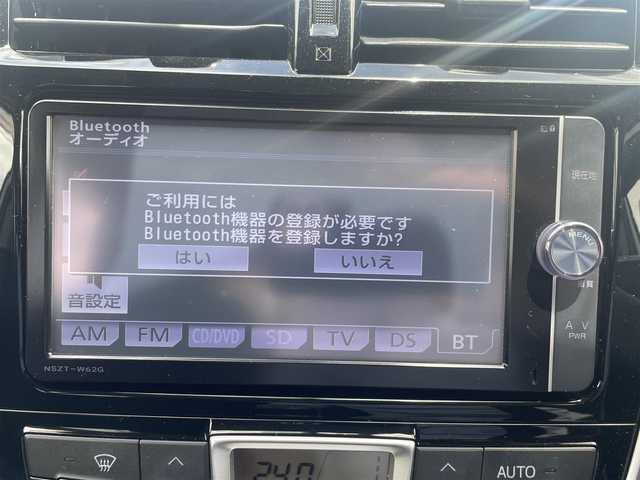 Bluetooth
オーディオ
ご利用には
Bluetooth機器の登録が必要です
Bluetooth機器を登録しますか?
はい
いいえ
音設定
AM FM CD/DVD SD TV DS BT
NSZT-W62G
現在地
MENU
AV
PWR
24.0
AUTO